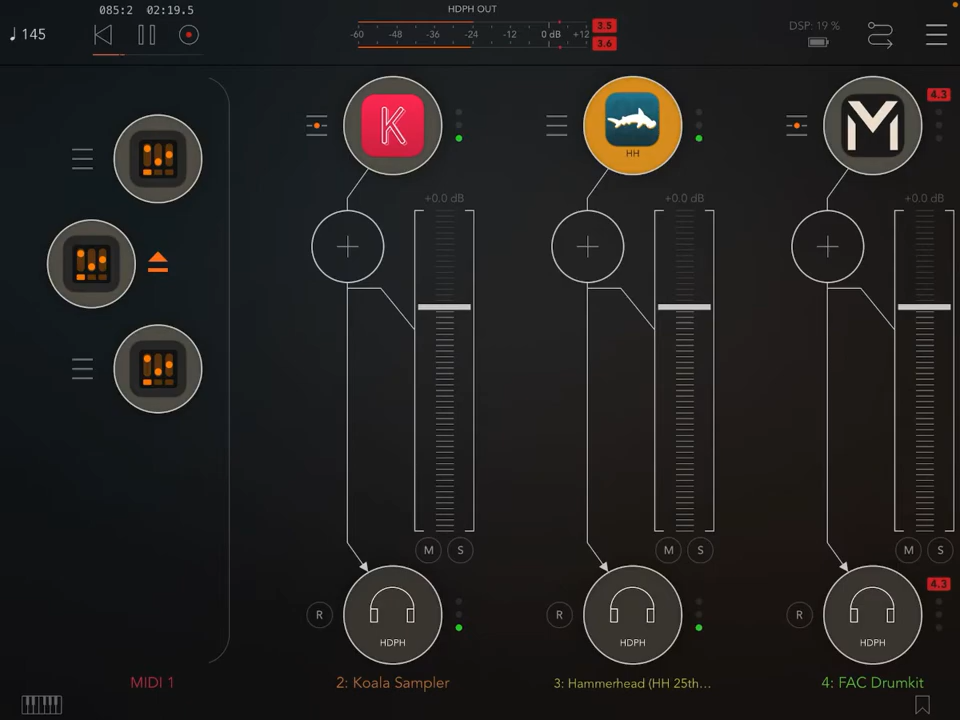 085:2 02:19.5
HDPH OUT
♩145
-60 -48 -36 -24 -12 0 dB +12
3.5
3.6
DSP: 19 %
K
HH
M
4.3
+0.0 dB
+0.0 dB
+0.0 dB
M S
M S
M S
4.3
R
HDPH
R
HDPH
R
HDPH
MIDI 1
2: Koala Sampler
3: Hammerhead (HH 25th...
4: FAC Drumkit